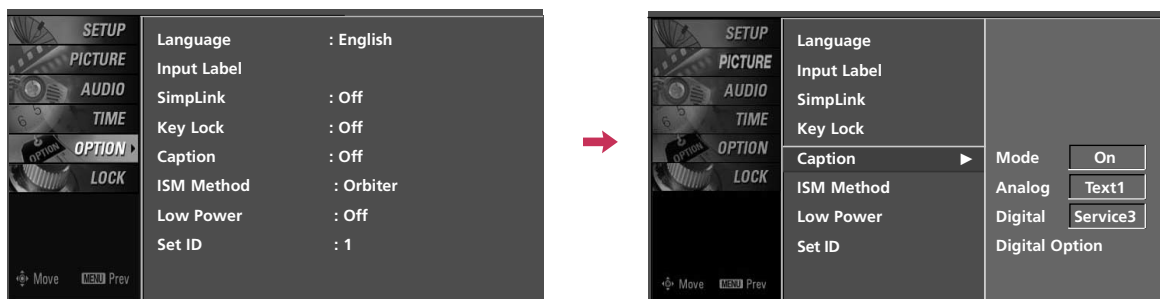 SETUP
PICTURE
AUDIO
TIME
OPTION
LOCK
Move MENU Prev
Language : English
Input Label
SimpLink : Off
Key Lock : Off
Caption : Off
ISM Method : Orbiter
Low Power : Off
Set ID : 1
SETUP
PICTURE
AUDIO
TIME
OPTION
LOCK
Move MENU Prev
Language
Input Label
SimpLink
Key Lock
Caption ▶
ISM Method
Low Power
Set ID
Mode On
Analog Text1
Digital Service3
Digital Option